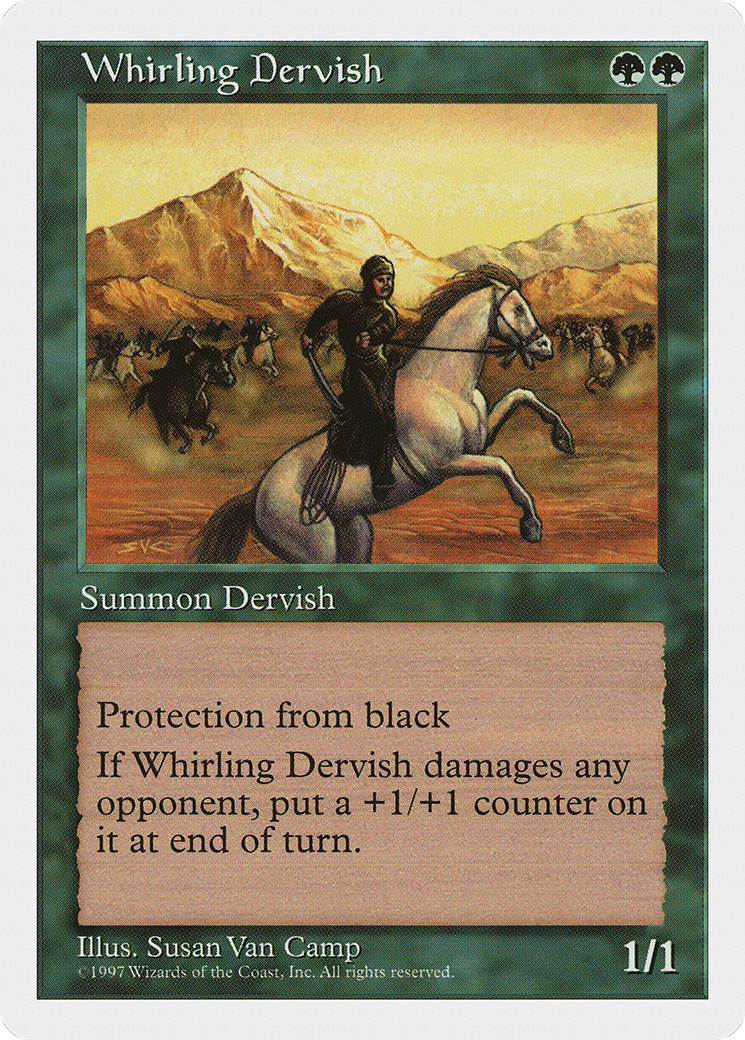 Whirling Dervish
SVC
Summon Dervish
Protection from black
If Whirling Dervish damages any
opponent, put a +1/+1 counter on
it at end of turn.
Illus. Susan Van Camp
©1997 Wizards of the Coast, Inc. All rights reserved.
1/1